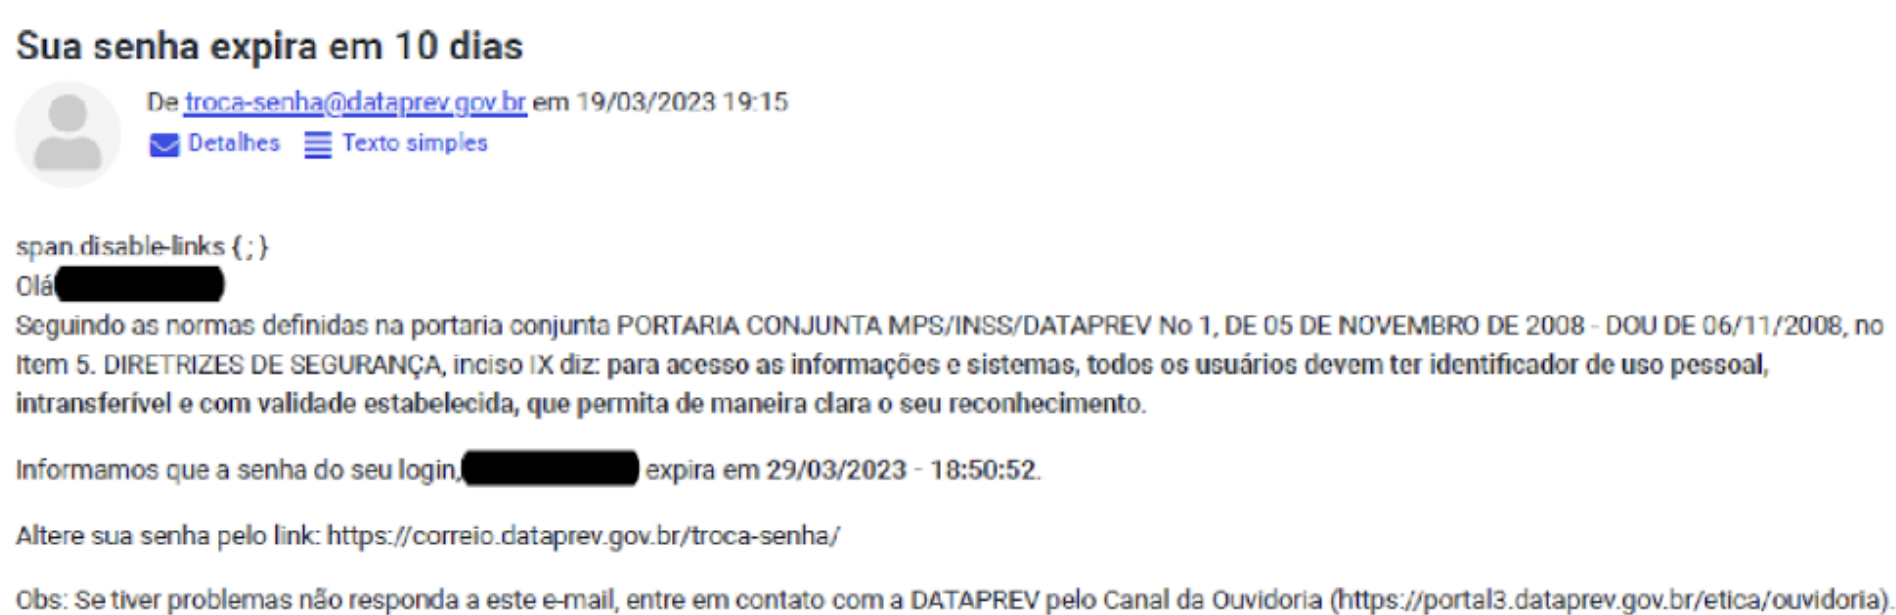 Sua senha expira em 10 dias
De troca-senha@dataprev.gov.br em 19/03/2023 19:15
Detalhes Texto simples
span.disable-links { ; }
Olá
Seguindo as normas definidas na portaria conjunta PORTARIA CONJUNTA MPS/INSS/DATAPREV No 1, DE 05 DE NOVEMBRO DE 2008 - DOU DE 06/11/2008, no
Item 5. DIRETRIZES DE SEGURANÇA, inciso IX diz: para acesso as informações e sistemas, todos os usuários devem ter identificador de uso pessoal,
intransferível e com validade estabelecida, que permita de maneira clara o seu reconhecimento.
Informamos que a senha do seu login, expira em 29/03/2023 - 18:50:52.
Altere sua senha pelo link: https://correio.dataprev.gov.br/troca-senha/
Obs: Se tiver problemas não responda a este e-mail, entre em contato com a DATAPREV pelo Canal da Ouvidoria (https://portal3.dataprev.gov.br/etica/ouvidoria)